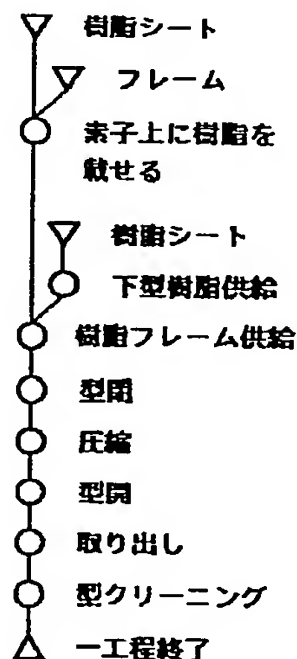 樹脂シート
フレーム
素子上に樹脂を
載せる
樹脂シート
下型樹脂供給
樹脂フレーム供給
型閉
圧縮
型開
取り出し
型クリーニング
一工程終了